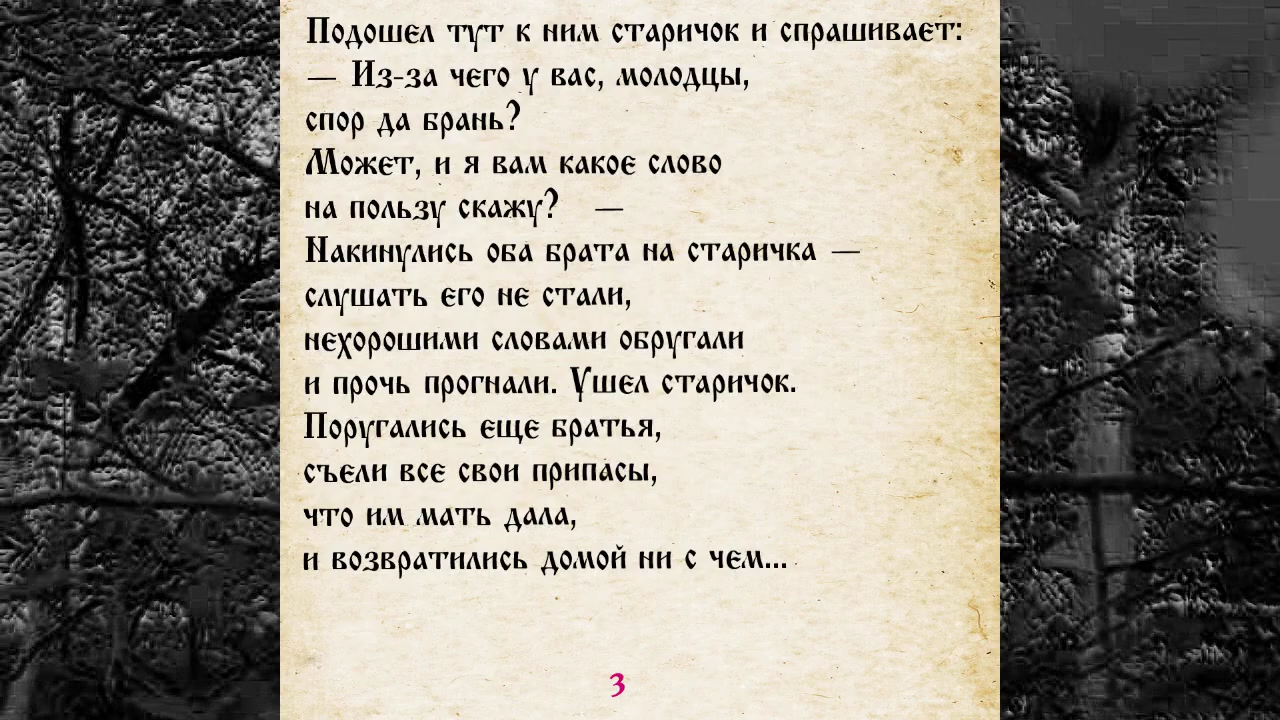 Подошел тут к ним старичок и спрашивает:
— Из-за чего у вас, молодцы,
спор да брань?
Может, и я вам какое слово
на пользу скажу? —
Накинулись оба брата на старичка —
слушать его не стали,
нехорошими словами обругали
и прочь прогнали. Ушел старичок.
Поругались еще братья,
съели все свои припасы,
что им мать дала,
и возвратились домой ни с чем...
3